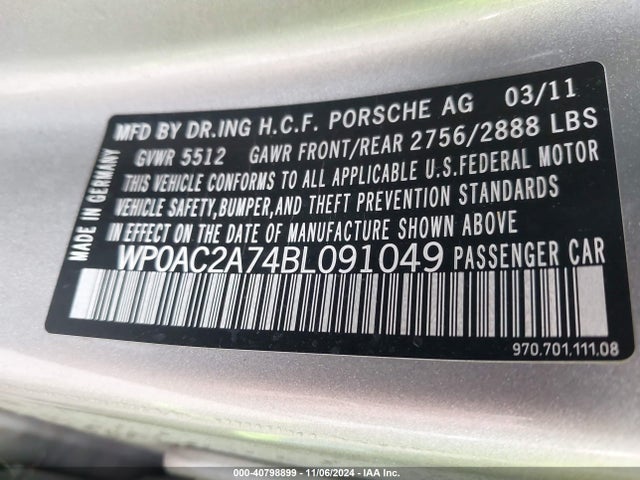 MFD BY DR.ING H.C.F. PORSCHE AG 03/11
GVWR 5512 GAWR FRONT/REAR 2756/2888 LBS
THIS VEHICLE CONFORMS TO ALL APPLICABLE U.S.FEDERAL MOTOR
VEHICLE SAFETY,BUMPER,AND THEFT PREVENTION STANDARDS
IN EFFECT ON THE DATE OF MANUFACTURE SHOWN ABOVE
WP0AC2A74BL091049 PASSENGER CAR
MADE IN GERMANY
970.701.111.08
000-40798899 - 11/06/2024 - IAA Inc.